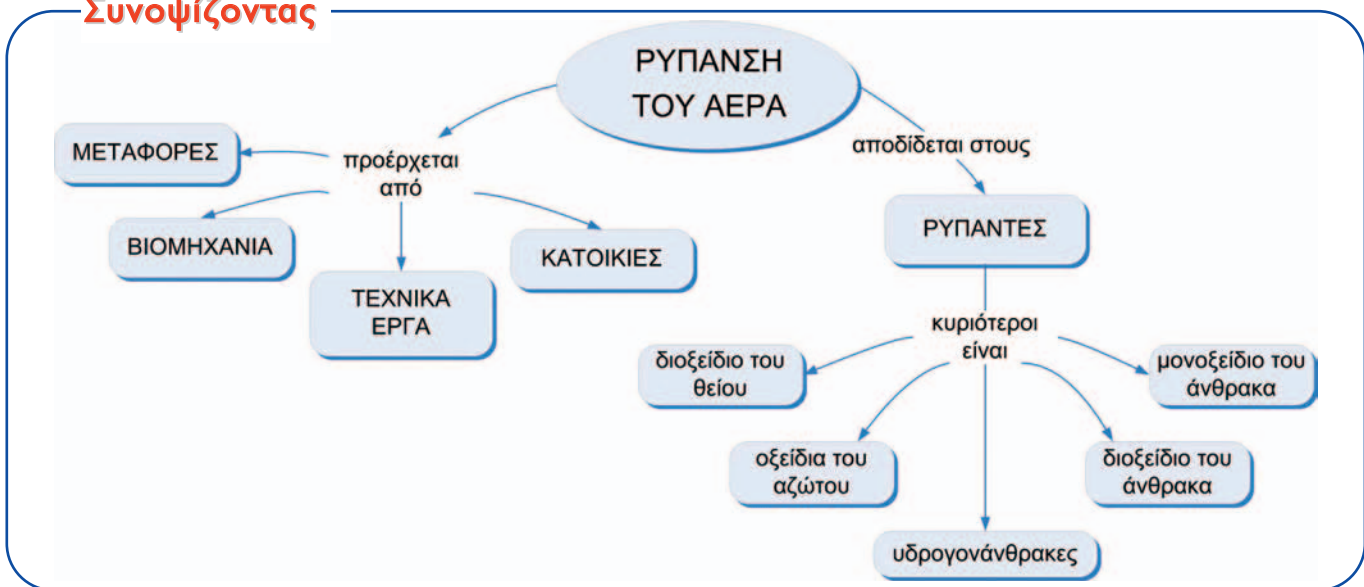 Συνοψίζοντας
ΡΥΠΑΝΣΗ
ΤΟΥ ΑΕΡΑ
προέρχεται
από
ΜΕΤΑΦΟΡΕΣ
ΒΙΟΜΗΧΑΝΙΑ
ΤΕΧΝΙΚΑ
ΕΡΓΑ
ΚΑΤΟΙΚΙΕΣ
αποδίδεται στους
ΡΥΠΑΝΤΕΣ
κυριότεροι
είναι
διοξείδιο του
θείου
οξείδια του
αζώτου
υδρογονάνθρακες
διοξείδιο του
άνθρακα
μονοξείδιο του
άνθρακα